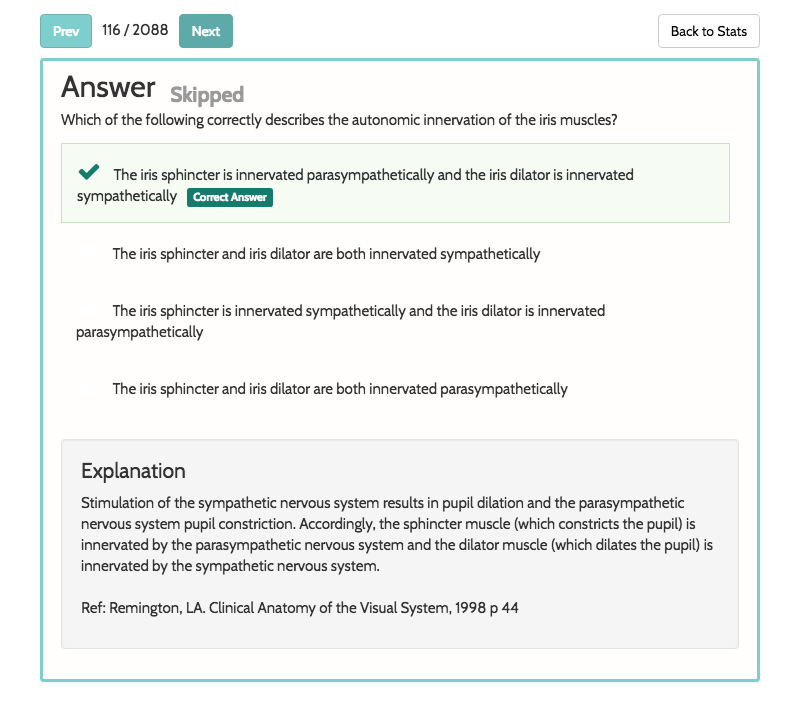 Prev 116 / 2088 Next Back to Stats
Answer Skipped
Which of the following correctly describes the autonomic innervation of the iris muscles?
The iris sphincter is innervated parasympathetically and the iris dilator is innervated
sympathetically Correct Answer
The iris sphincter and iris dilator are both innervated sympathetically
The iris sphincter is innervated sympathetically and the iris dilator is innervated
parasympathetically
The iris sphincter and iris dilator are both innervated parasympathetically
Explanation
Stimulation of the sympathetic nervous system results in pupil dilation and the parasympathetic
nervous system pupil constriction. Accordingly, the sphincter muscle (which constricts the pupil) is
innervated by the parasympathetic nervous system and the dilator muscle (which dilates the pupil) is
innervated by the sympathetic nervous system.
Ref: Remington, LA. Clinical Anatomy of the Visual System, 1998 p 44